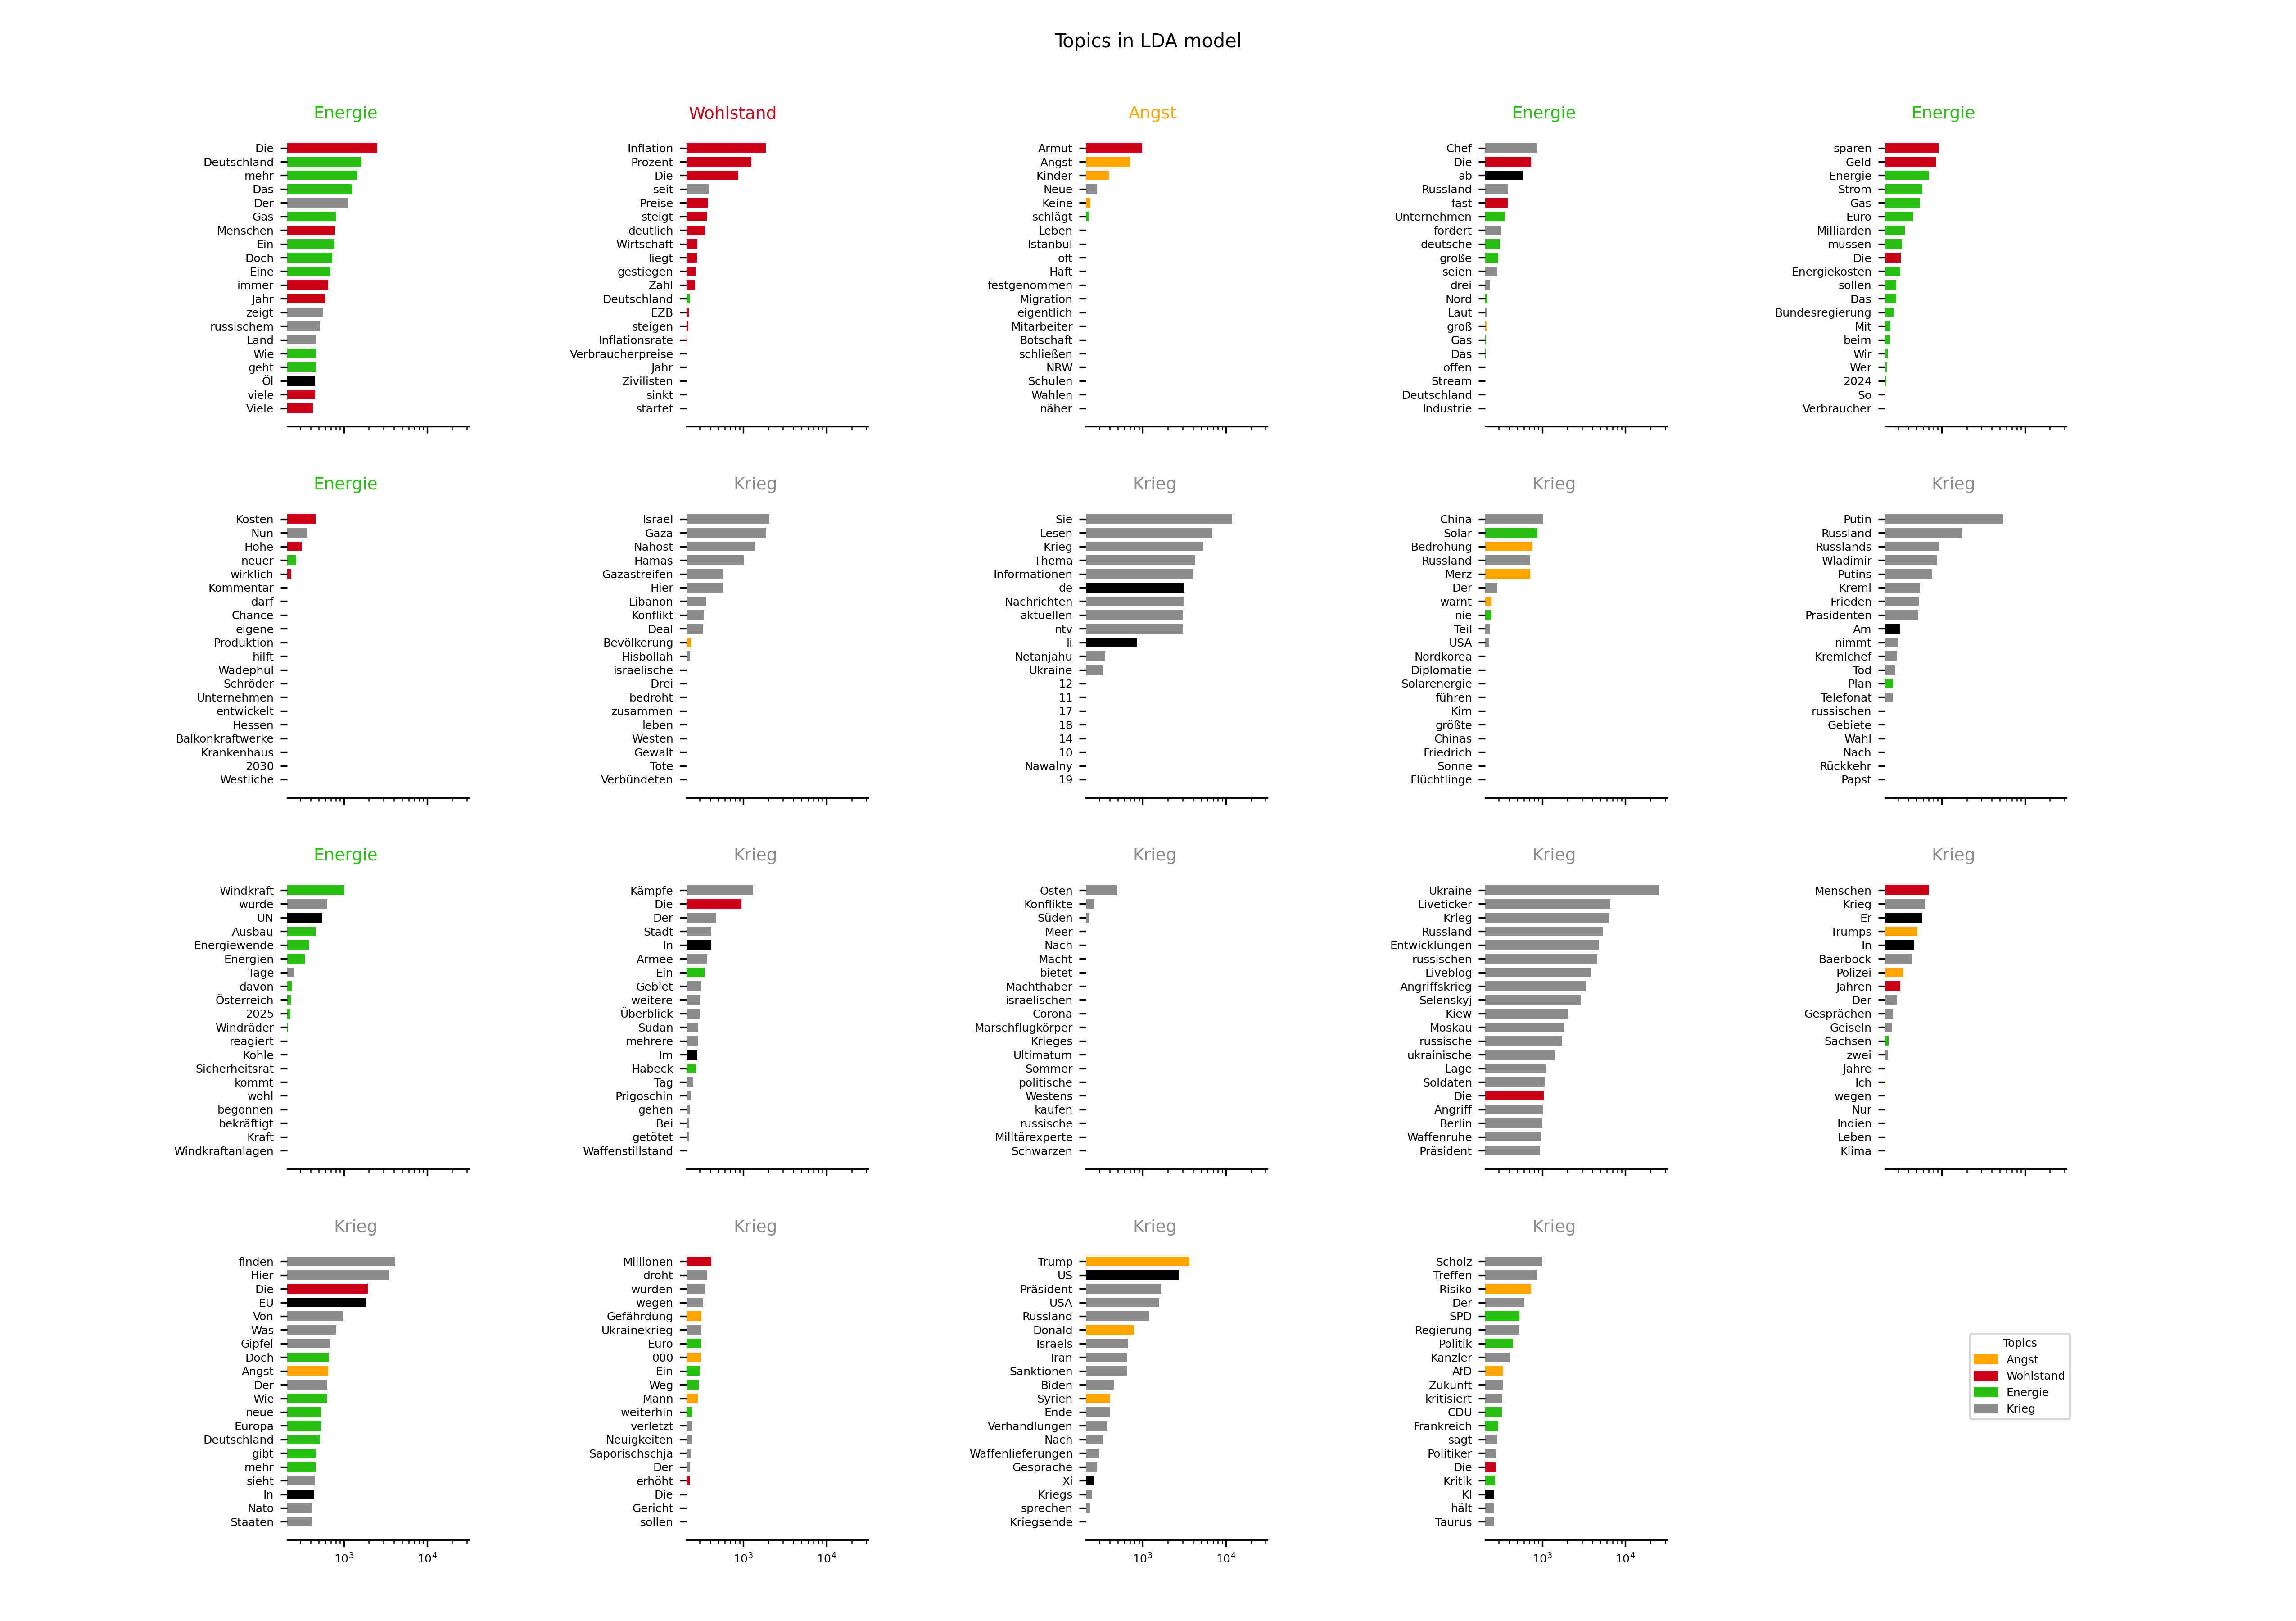 Topics in LDA model
Energie
Die
Deutschland
mehr
Das
Der
Gas
Menschen
Ein
Doch
Eine
immer
Jahr
zeigt
russischem
Land
Wie
geht
Öl
viele
Viele
Wohlstand
Inflation
Prozent
Die
seit
Preise
steigt
deutlich
Wirtschaft
liegt
gestiegen
Zahl
Deutschland
EZB
steigen
Inflationsrate
Verbraucherpreise
Jahr
Zivilisten
sinkt
startet
Angst
Armut
Angst
Kinder
Neue
Keine
schlägt
Leben
Istanbul
oft
Haft
festgenommen
Migration
eigentlich
Mitarbeiter
Botschaft
schließen
NRW
Schulen
Wahlen
näher
Energie
Chef
Die
ab
Russland
fast
Unternehmen
fordert
deutsche
große
seien
drei
Nord
Laut
groß
Gas
Das
offen
Stream
Deutschland
Industrie
Energie
sparen
Geld
Energie
Strom
Gas
Euro
Milliarden
müssen
Die
Energiekosten
sollen
Das
Bundesregierung
Mit
beim
Wir
Wer
2024
So
Verbraucher
Energie
Kosten
Nun
Hohe
neuer
wirklich
Kommentar
darf
Chance
eigene
Produktion
hilft
Wadephul
Schröder
Unternehmen
entwickelt
Hessen
Balkonkraftwerke
Krankenhaus
2030
Westliche
Krieg
Israel
Gaza
Nahost
Hamas
Gazastreifen
Hier
Libanon
Konflikt
Deal
Bevölkerung
Hisbollah
israelische
Drei
bedroht
zusammen
leben
Westen
Gewalt
Tote
Verbündeten
Krieg
Sie
Lesen
Krieg
Thema
Informationen
de
Nachrichten
aktuellen
ntv
li
Netanjahu
Ukraine
12
11
17
18
14
10
Nawalny
19
Krieg
China
Solar
Bedrohung
Russland
Merz
Der
warnt
nie
Teil
USA
Nordkorea
Diplomatie
Solarenergie
führen
Kim
größte
Chinas
Friedrich
Sonne
Flüchtlinge
Krieg
Putin
Russland
Russlands
Wladimir
Putins
Kreml
Frieden
Präsidenten
Am
nimmt
Kremlchef
Tod
Plan
Telefonat
russischen
Gebiete
Wahl
Nach
Rückkehr
Papst
Energie
Windkraft
wurde
UN
Ausbau
Energiewende
Energien
Tage
davon
Österreich
2025
Windräder
reagiert
Kohle
Sicherheitsrat
kommt
wohl
begonnen
bekräftigt
Kraft
Windkraftanlagen
Krieg
Kämpfe
Die
Der
Stadt
In
Armee
Ein
Gebiet
weitere
Überblick
Sudan
mehrere
Im
Habeck
Tag
Prigoschin
gehen
Bei
getötet
Waffenstillstand
Krieg
Osten
Konflikte
Süden
Meer
Nach
Macht
bietet
Machthaber
israelischen
Corona
Marschflugkörper
Krieges
Ultimatum
Sommer
politische
Westens
kaufen
russische
Militärexperte
Schwarzen
Krieg
Ukraine
Liveticker
Krieg
Russland
Entwicklungen
russischen
Liveblog
Angriffskrieg
Selenskyj
Kiew
Moskau
russische
ukrainische
Lage
Soldaten
Die
Angriff
Berlin
Waffenruhe
Präsident
Krieg
Menschen
Krieg
Er
Trumps
In
Baerbock
Polizei
Jahren
Der
Gesprächen
Geiseln
Sachsen
zwei
Jahre
Ich
wegen
Nur
Indien
Leben
Klima
Krieg
finden
Hier
Die
EU
Von
Was
Gipfel
Doch
Angst
Der
Wie
neue
Europa
Deutschland
gibt
mehr
sieht
In
Nato
Staaten
10³ 10⁴
Krieg
Millionen
droht
wurden
wegen
Gefährdung
Ukrainekrieg
Euro
000
Ein
Weg
Mann
weiterhin
verletzt
Neuigkeiten
Saporischschja
Der
erhöht
Die
Gericht
sollen
10³ 10⁴
Krieg
Trump
US
Präsident
USA
Russland
Donald
Israels
Iran
Sanktionen
Biden
Syrien
Ende
Verhandlungen
Nach
Waffenlieferungen
Gespräche
Xi
Kriegs
sprechen
Kriegsende
10³ 10⁴
Krieg
Scholz
Treffen
Risiko
Der
SPD
Regierung
Politik
Kanzler
AfD
Zukunft
kritisiert
CDU
Frankreich
sagt
Politiker
Die
Kritik
KI
hält
Taurus
10³ 10⁴
Topics
Angst
Wohlstand
Energie
Krieg